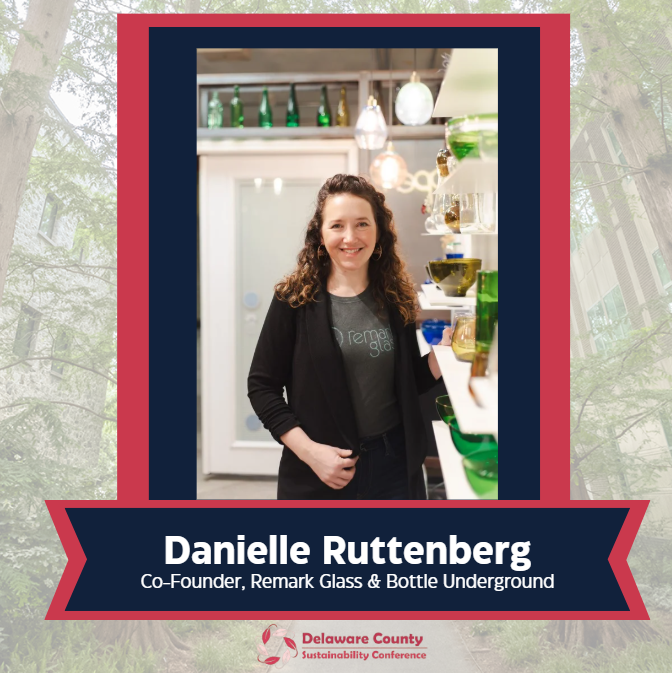 remark
glass
Danielle Ruttenberg
Co-Founder, Remark Glass & Bottle Underground
Delaware County
Sustainability Conference